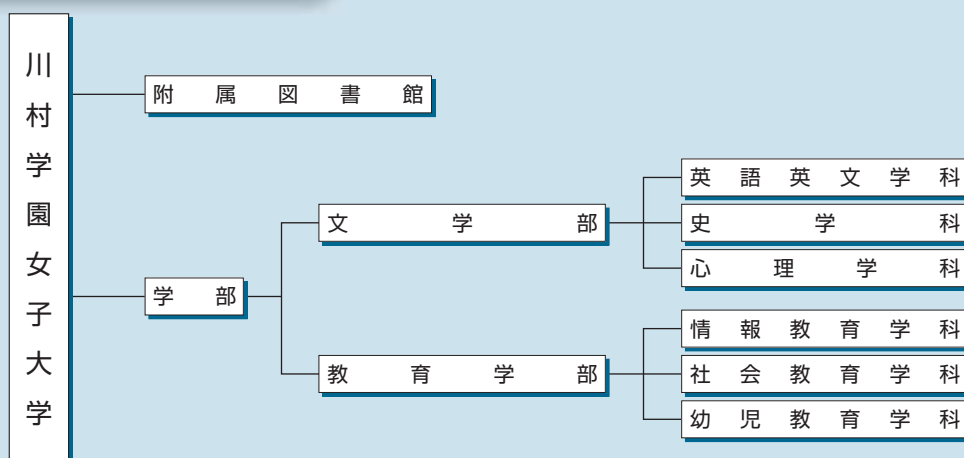 川村学園女子大学
附属図書館
学部
文学部
英語英文学科
史学科
心理学科
教育学部
情報教育学科
社会教育学科
幼児教育学科